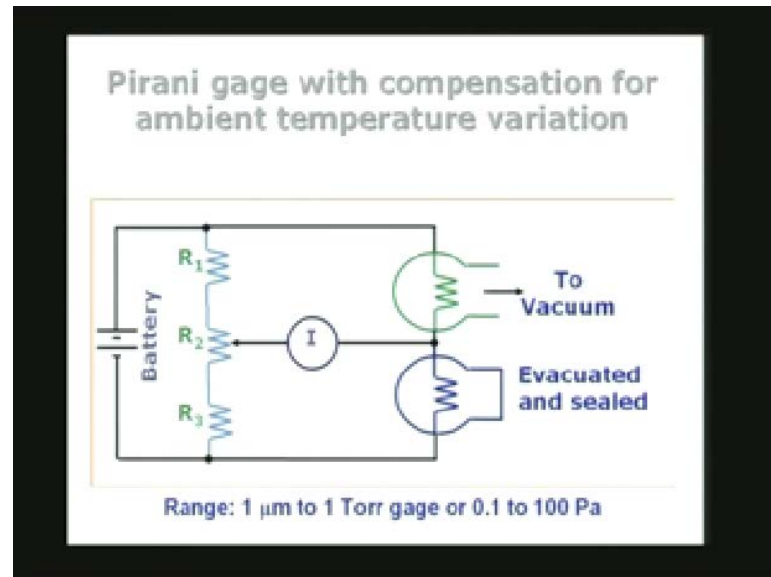 Pirani gage with compensation for
ambient temperature variation
R1
To
Vacuum
Battery
R2
I
Evacuated
and sealed
R3
Range: 1 μm to 1 Torr gage or 0.1 to 100 Pa